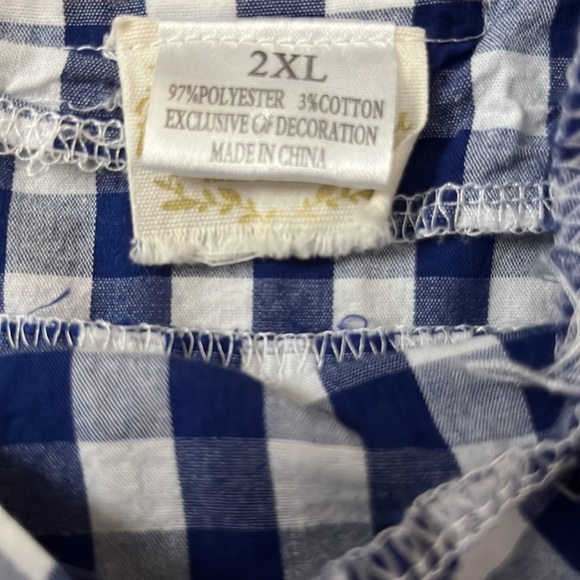 2XL
97%POLYESTER 3%COTTON
EXCLUSIVE OF DECORATION
MADE IN CHINA